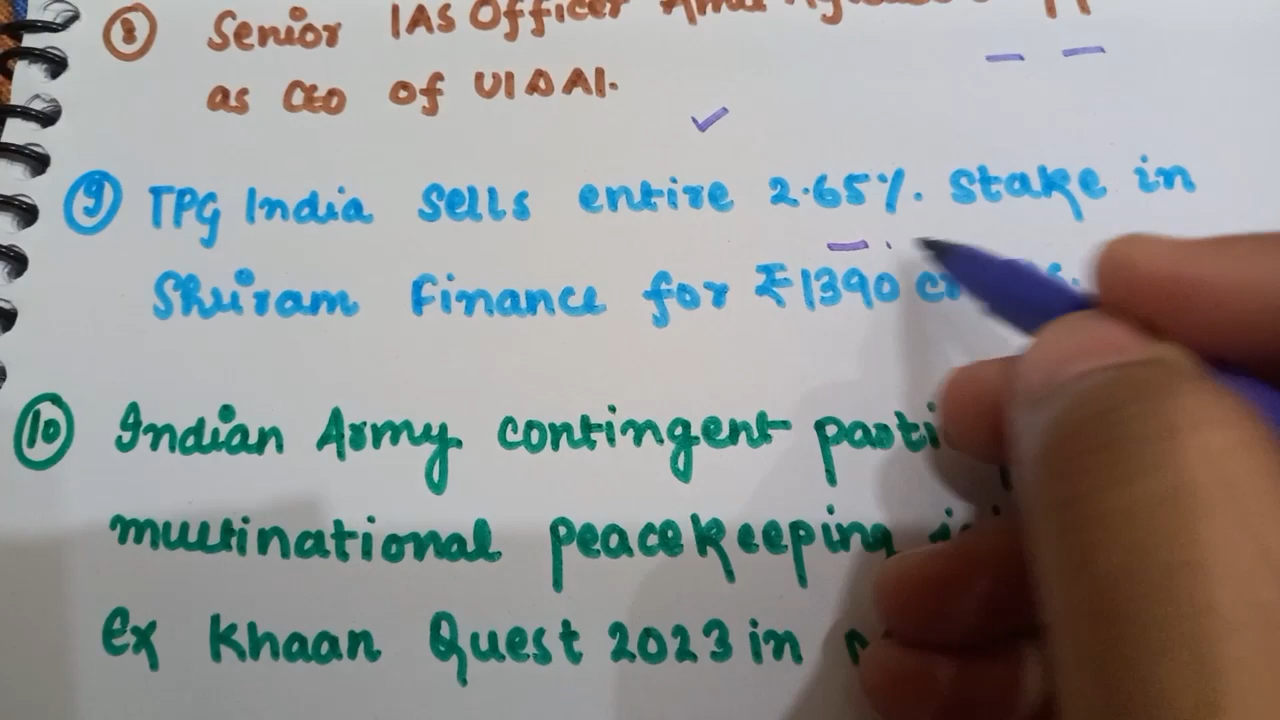 8 Senior IAS Officer
as CEO of UIDAI.
9 TPG India sells entire 2.65% stake in
Shriram Finance for ₹1390
10 Indian Army contingent
multinational peacekeeping
Ex Khaan Quest 2023 in